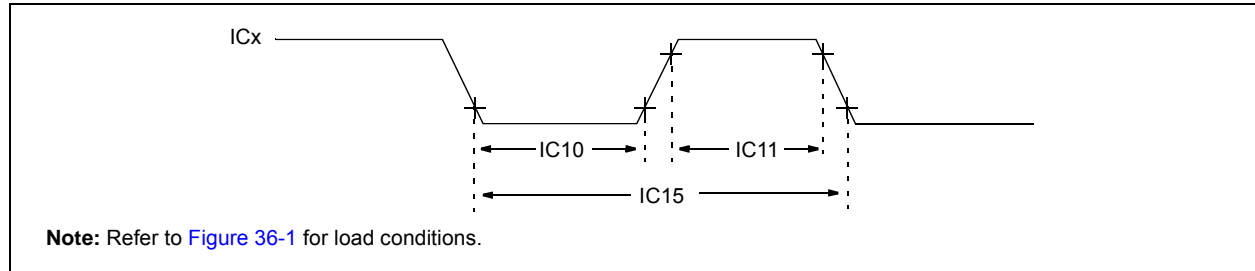 ICx
IC10
IC11
IC15
Note: Refer to Figure 36-1 for load conditions.